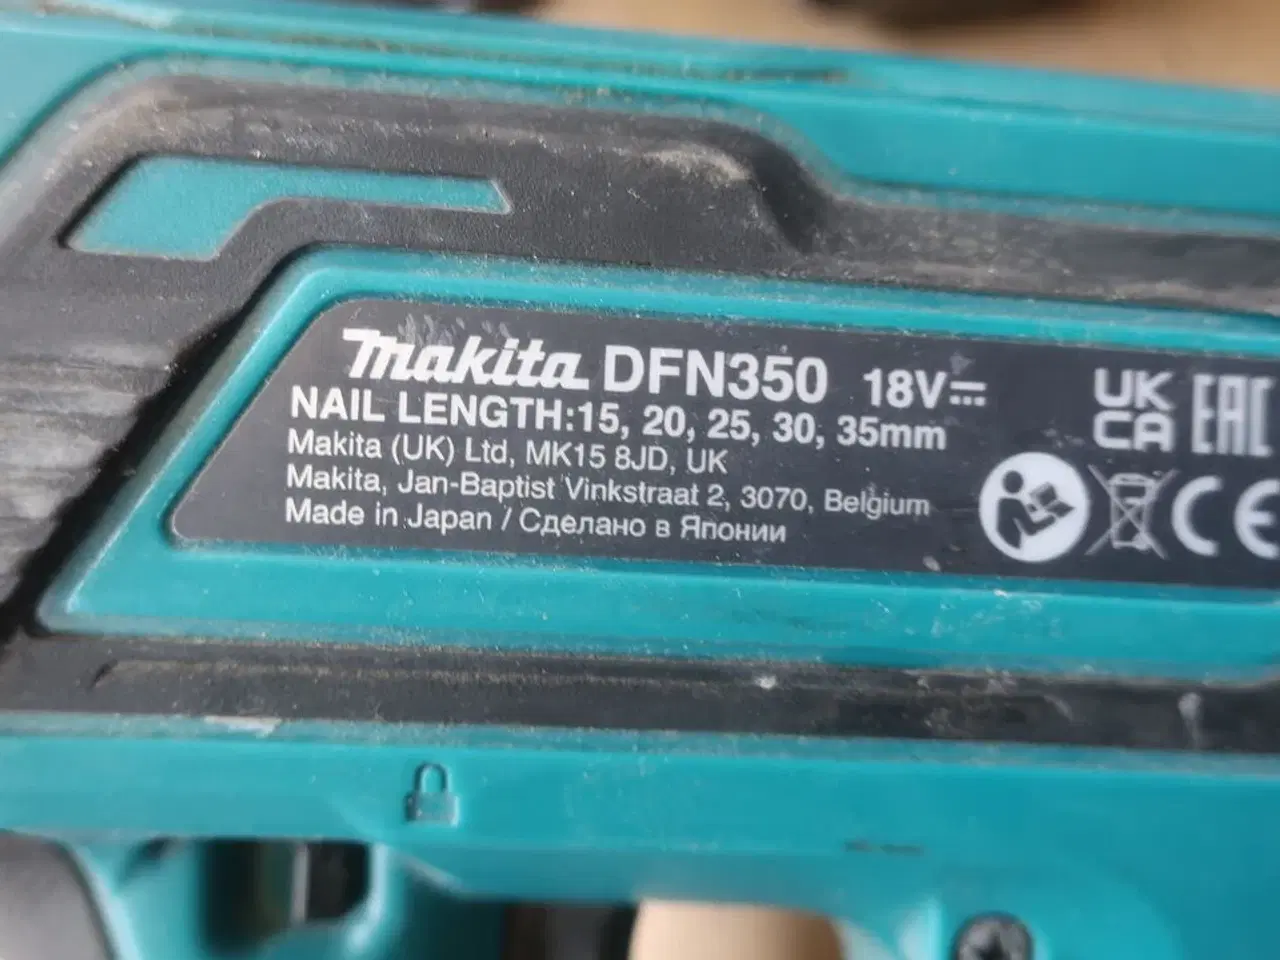 makita DFN350 18V
NAIL LENGTH:15, 20, 25, 30, 35mm
Makita (UK) Ltd, MK15 8JD, UK
Makita, Jan-Baptist Vinkstraat 2, 3070, Belgium
Made in Japan / Сделано в Японии
UK
CA
EAC
CE